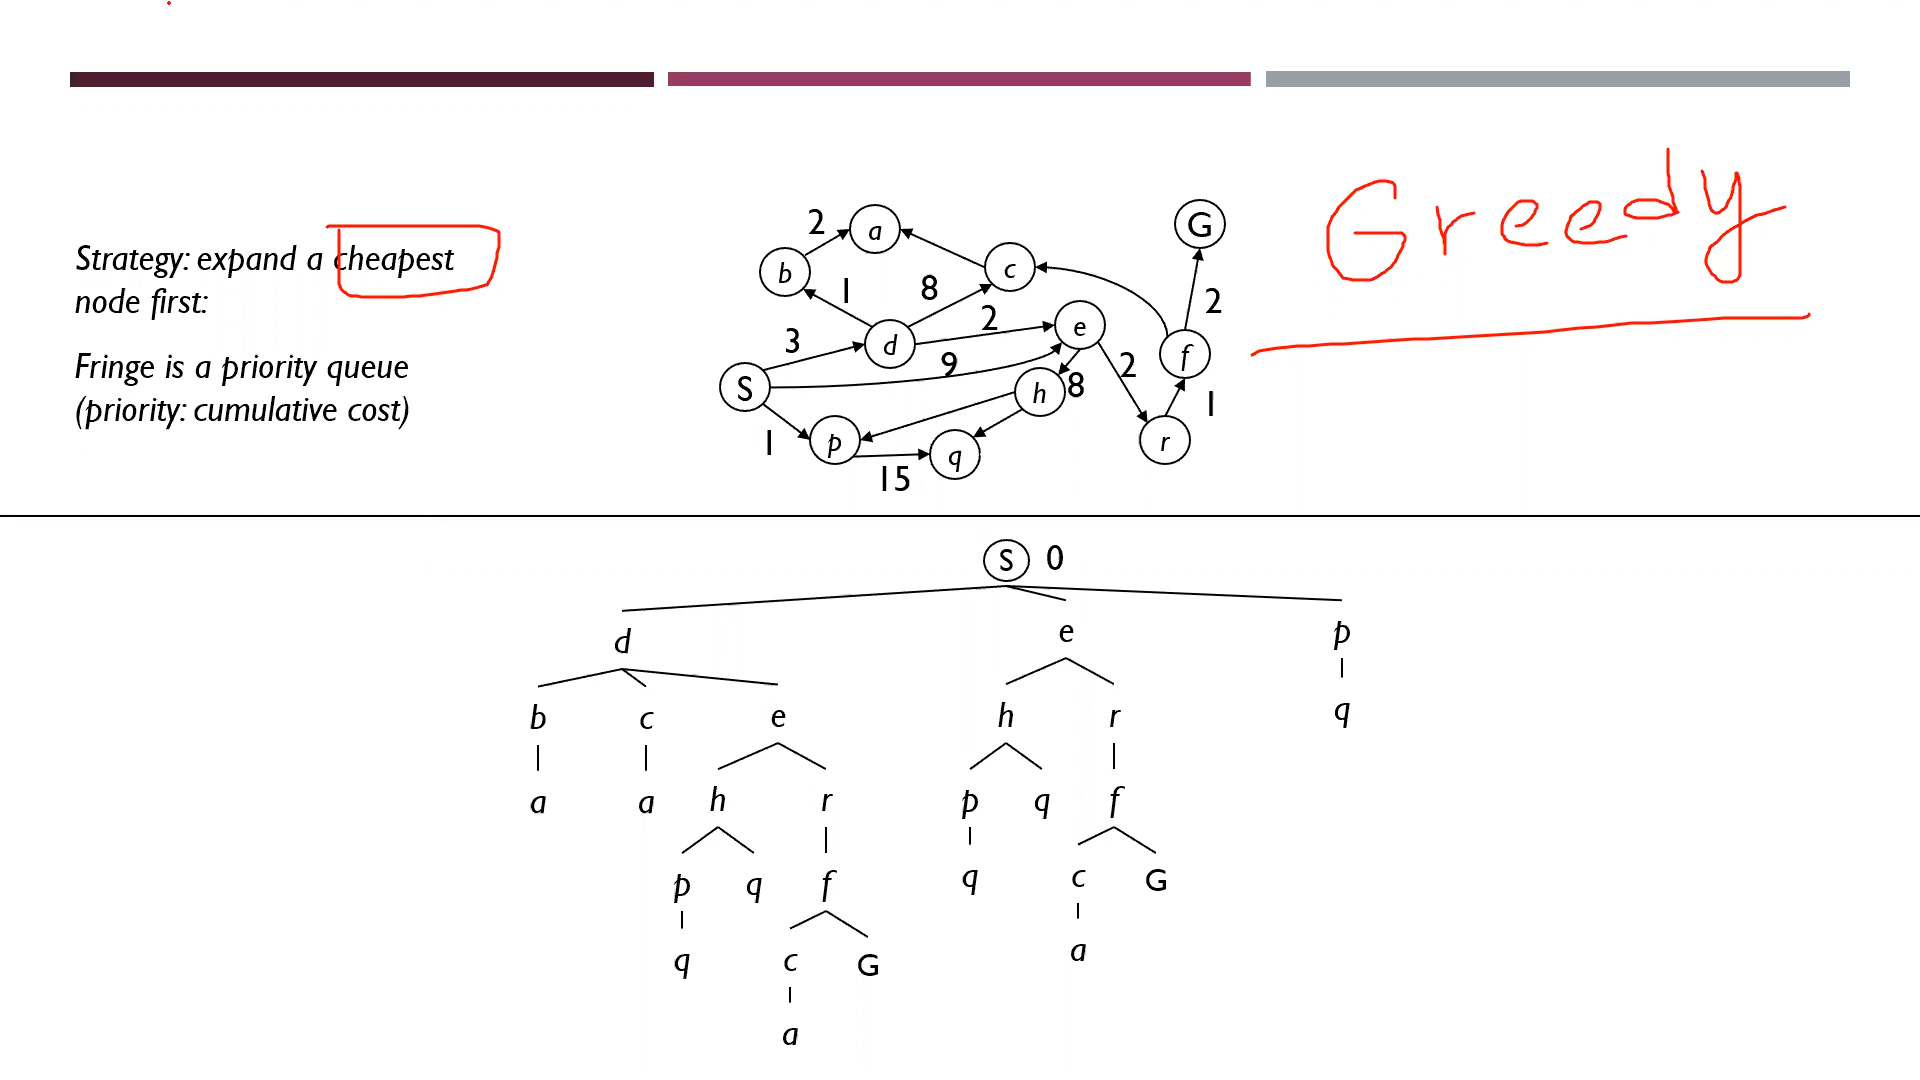 Strategy: expand a cheapest
node first:
Fringe is a priority queue
(priority: cumulative cost)
Greedy
2 a G
b c
1 8 2
2 e
3 d f
9 2
S h 8 1
1 p q r
15
S 0
d e p
b c e h r q
a a h r p q f
p q f q c G
q c G a
a